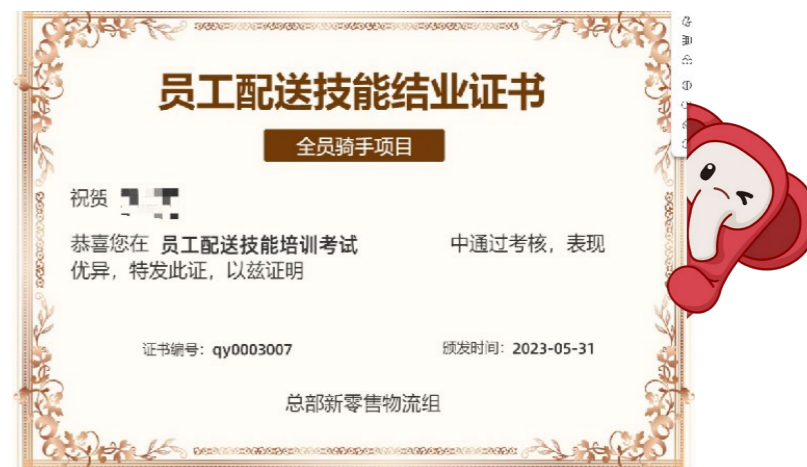 员工配送技能结业证书
全员骑手项目
祝贺
恭喜您在 员工配送技能培训考试 中通过考核，表现
优异，特发此证，以兹证明
证书编号：qy0003007 颁发时间：2023-05-31
总部新零售物流组